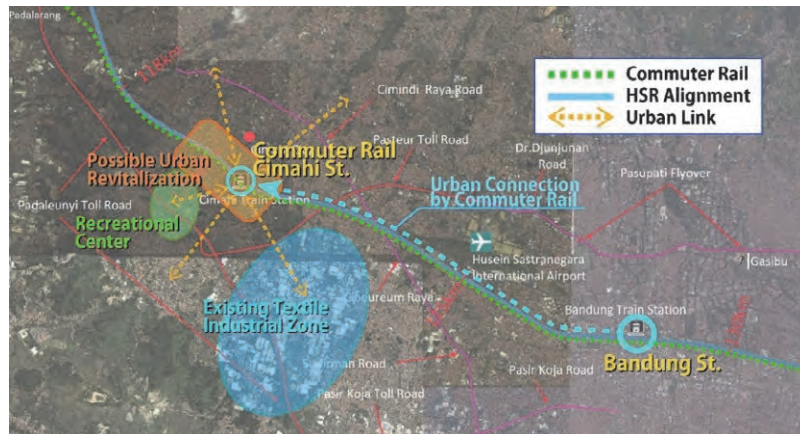 Padalarang
118km
Commuter Rail
HSR Alignment
Urban Link
Cimindi Raya Road
Pasteur Toll Road
Dr.Djunjunan
Road
Pasupati Flyover
Possible Urban
Revitalization
Commuter Rail
Cimahi St.
Padaleunyi Toll Road
Cimahi Train Station
Recreational
Center
Urban Connection
by Commuter Rail
Husein Sastranegara
International Airport
Gasibu
Existing Textile
Industrial Zone
Raya
Bandung Train Station
Bandung St.
Road
Pasir Koja Road
Pasir Koja Toll Road